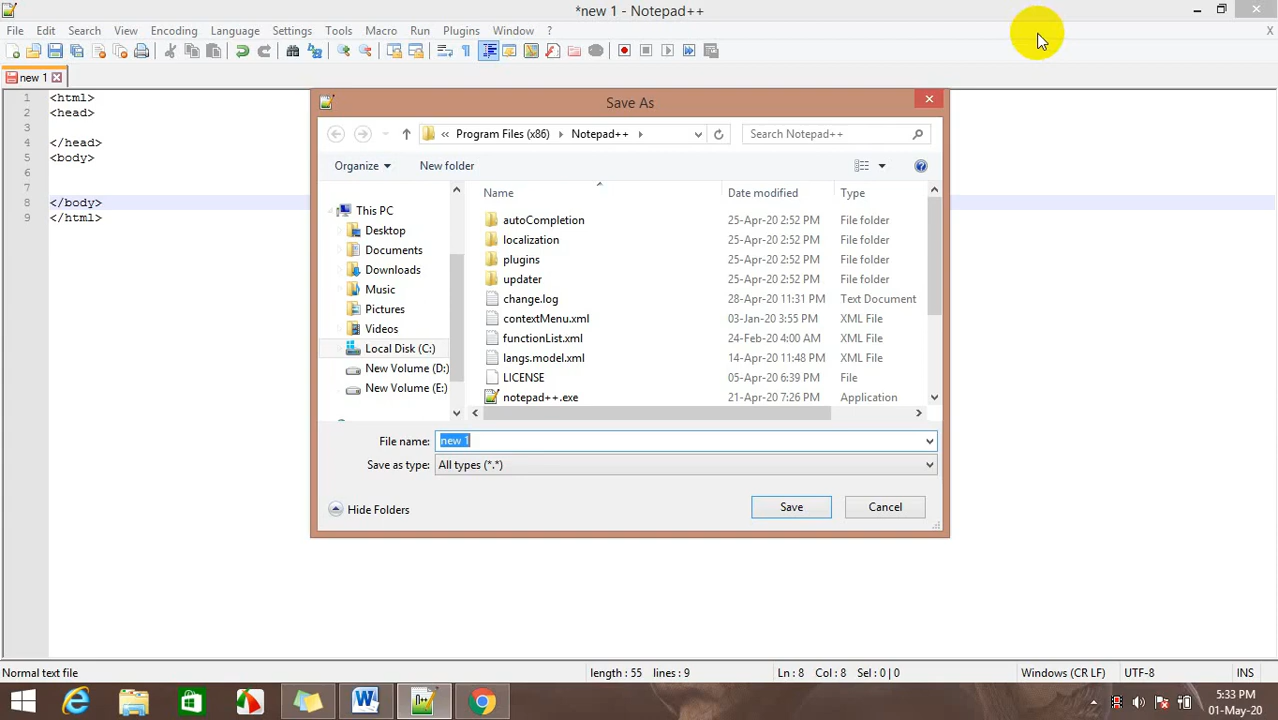 *new 1 - Notepad++
File Edit Search View Encoding Language Settings Tools Macro Run Plugins Window ? X
new 1
1 <html>
2 <head>
3
4 </head>
5 <body>
6
7
8 </body>
9 </html>
Save As
« Program Files (x86) Notepad++
Search Notepad++
Organize New folder
This PC
Desktop
Documents
Downloads
Music
Pictures
Videos
Local Disk (C:)
New Volume (D:)
New Volume (E:)
Name Date modified Type
autoCompletion 25-Apr-20 2:52 PM File folder
localization 25-Apr-20 2:52 PM File folder
plugins 25-Apr-20 2:52 PM File folder
updater 25-Apr-20 2:52 PM File folder
change.log 28-Apr-20 11:31 PM Text Document
contextMenu.xml 03-Jan-20 3:55 PM XML File
functionList.xml 24-Feb-20 4:00 AM XML File
langs.model.xml 14-Apr-20 11:48 PM XML File
LICENSE 05-Apr-20 6:39 PM File
notepad++.exe 21-Apr-20 7:26 PM Application
File name: new 1
Save as type: All types (*.*)
Hide Folders Save Cancel
Normal text file length : 55 lines : 9 Ln : 8 Col : 8 Sel : 0 | 0 Windows (CR LF) UTF-8 INS
5:33 PM
01-May-20